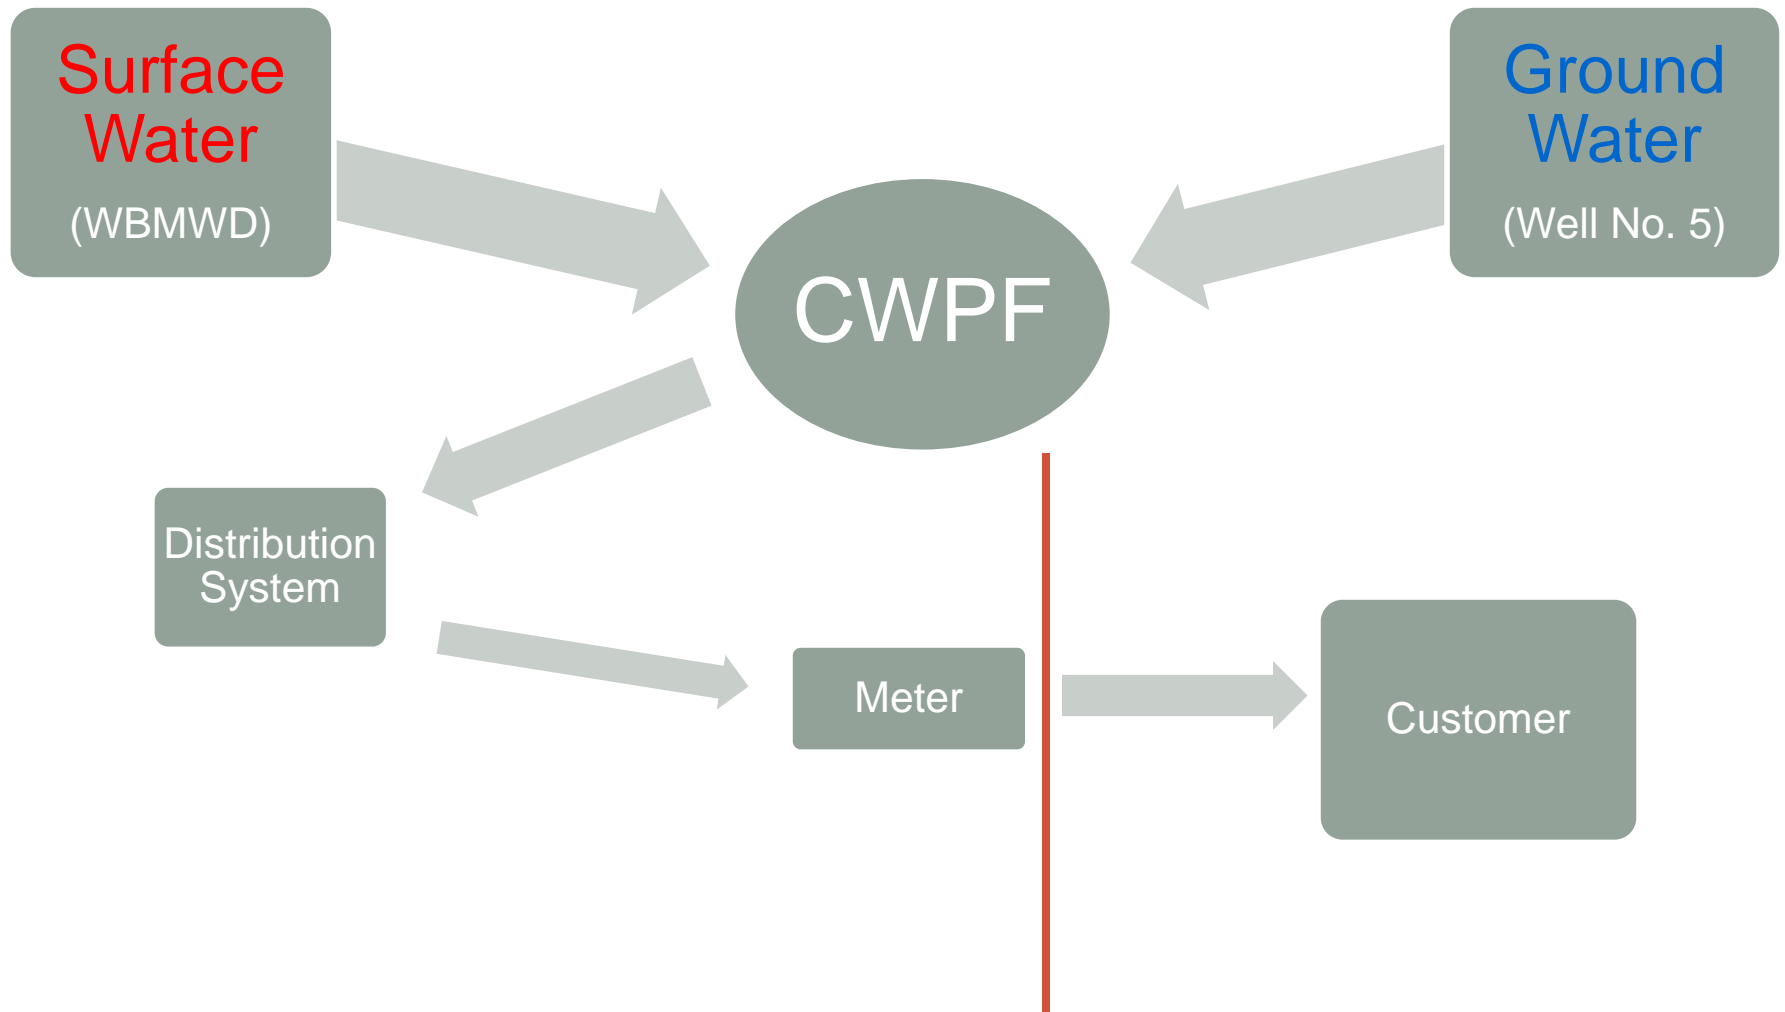 Surface
Water
(WBMWD)
Ground
Water
(Well No. 5)
CWPF
Distribution
System
Meter
Customer